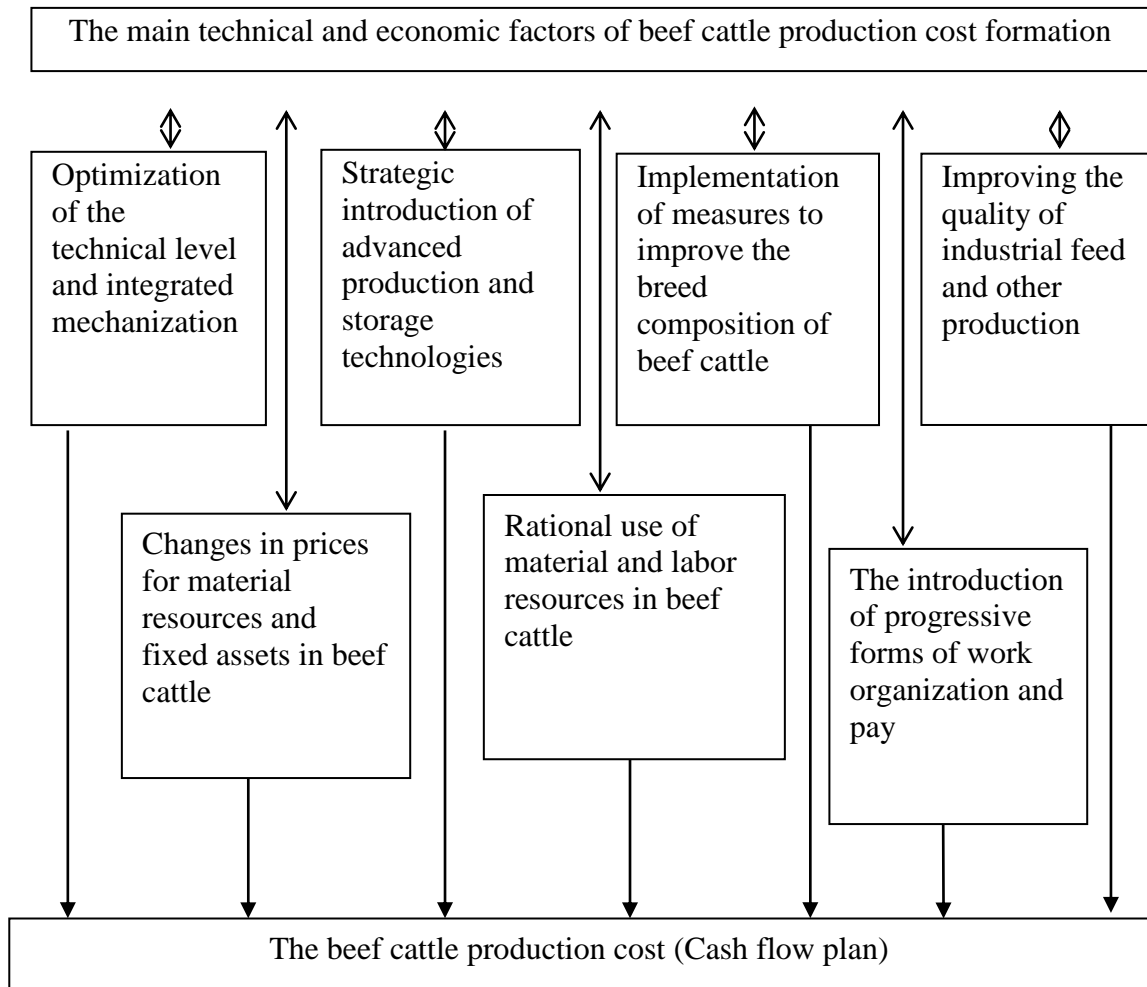 The main technical and economic factors of beef cattle production cost formation
Optimization
of the
technical level
and integrated
mechanization
Strategic
introduction of
advanced
production and
storage
technologies
Implementation
of measures to
improve the
breed
composition of
beef cattle
Improving the
quality of
industrial feed
and other
production
Changes in prices
for material
resources and
fixed assets in beef
cattle
Rational use of
material and labor
resources in beef
cattle
The introduction
of progressive
forms of work
organization and
pay
The beef cattle production cost (Cash flow plan)